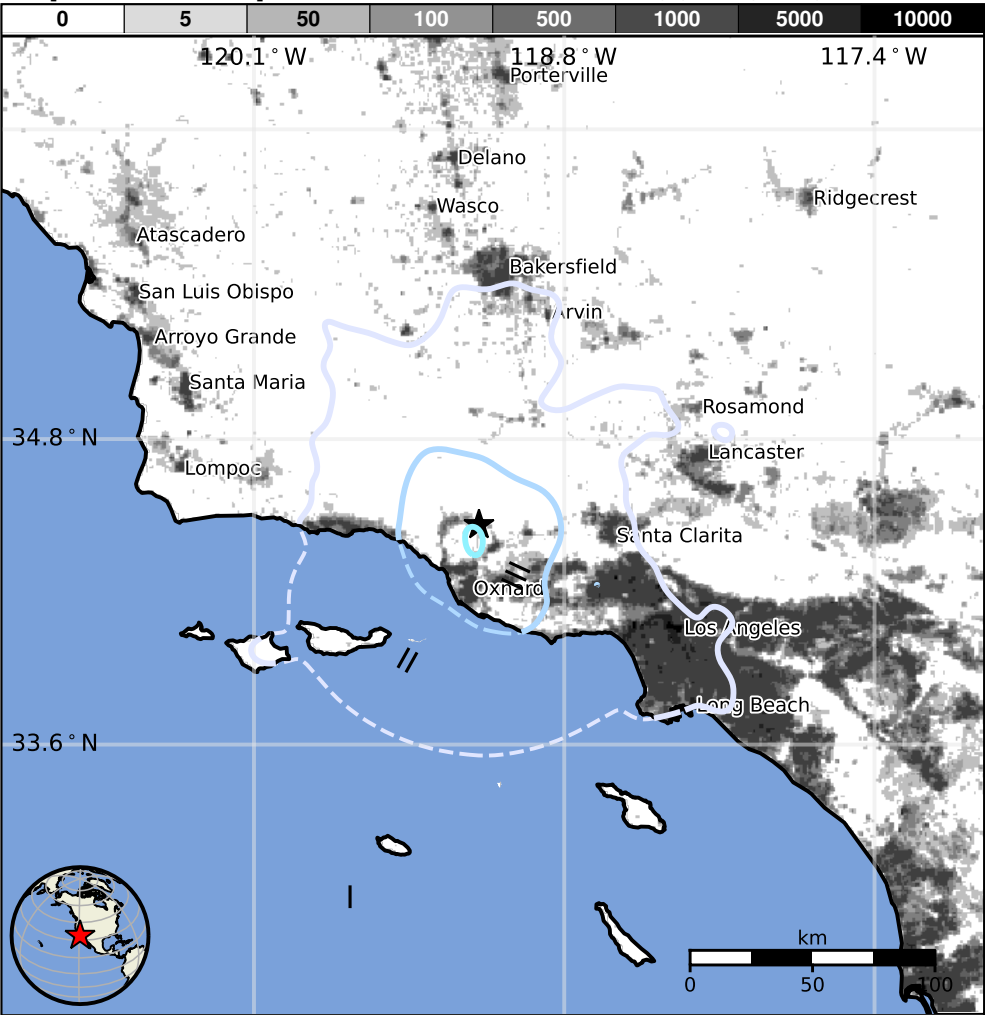 0 5 50 100 500 1000 5000 10000
120.1°W 118.8°W 117.4°W
Porterville
Delano
Ridgecrest
Wasco
Atascadero
Bakersfield
San Luis Obispo
Arvin
Arroyo Grande
Santa Maria
Rosamond
34.8°N
Lancaster
Lompoc
Santa Clarita
Oxnard
Los Angeles
Long Beach
33.6°N
km
0 50 100